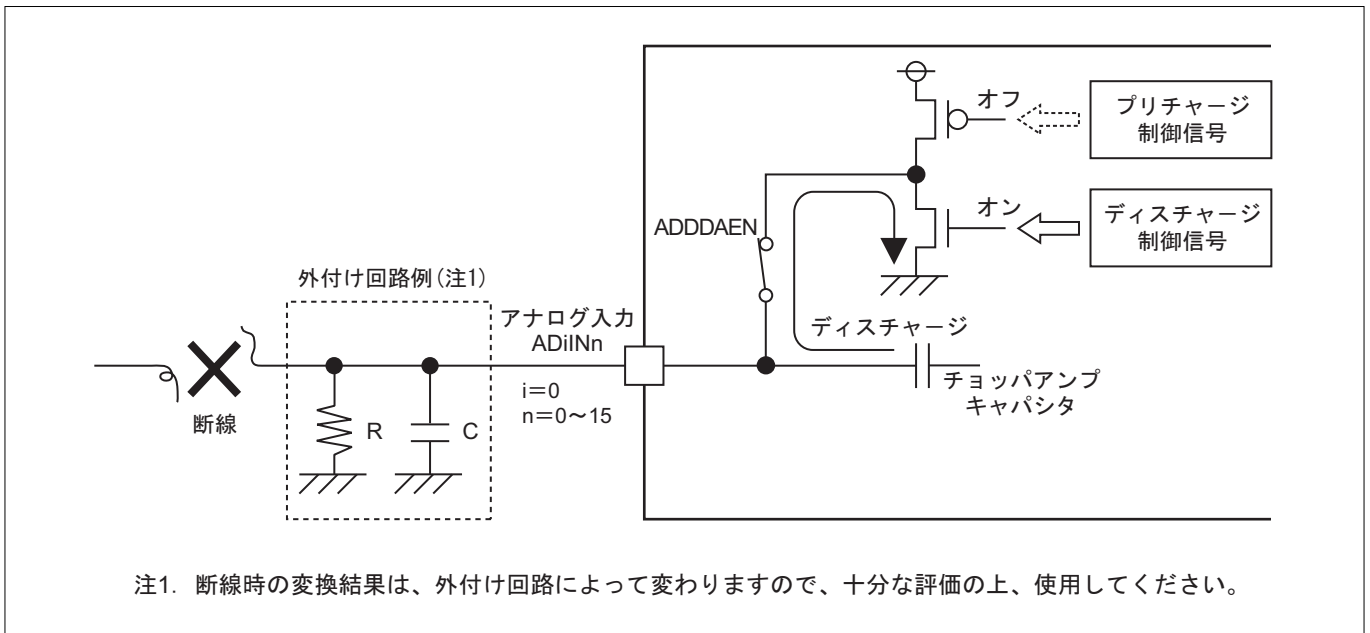 オフ
プリチャージ
制御信号
オン
ディスチャージ
制御信号
ADDDAEN
外付け回路例(注1)
アナログ入力
ADiINn
ディスチャージ
i=0
n=0～15
チョッパアンプ
キャパシタ
断線
R
C
注1. 断線時の変換結果は、外付け回路によって変わりますので、十分な評価の上、使用してください。